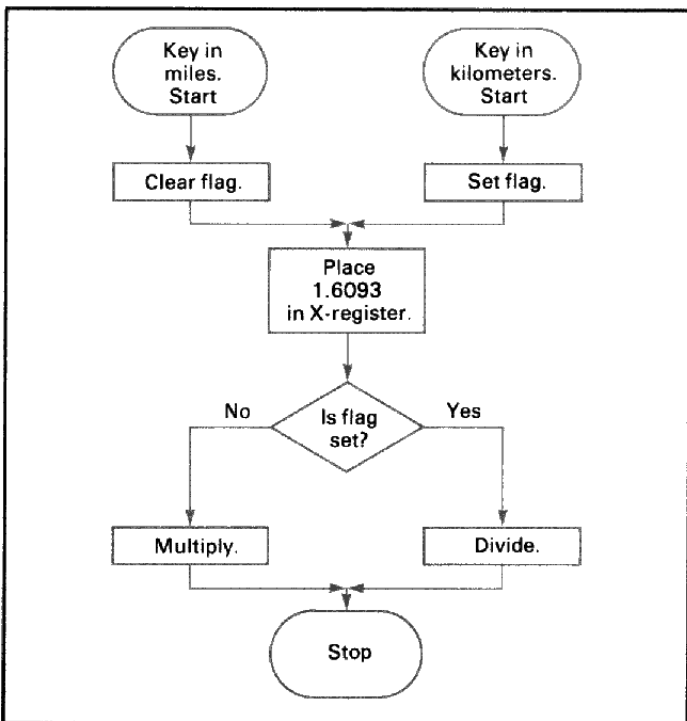 Key in
miles.
Start
Key in
kilometers.
Start
Clear flag.
Set flag.
Place
1.6093
in X-register.
No
Is flag
set?
Yes
Multiply.
Divide.
Stop